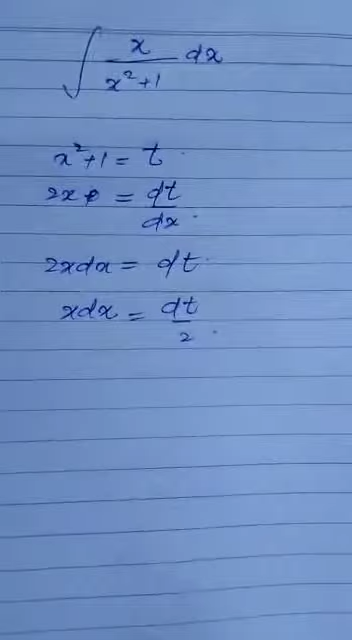 ∫ x/(x²+1) dx
x²+1 = t.
2x = dt/dx.
2xdx = dt.
xdx = dt/2.